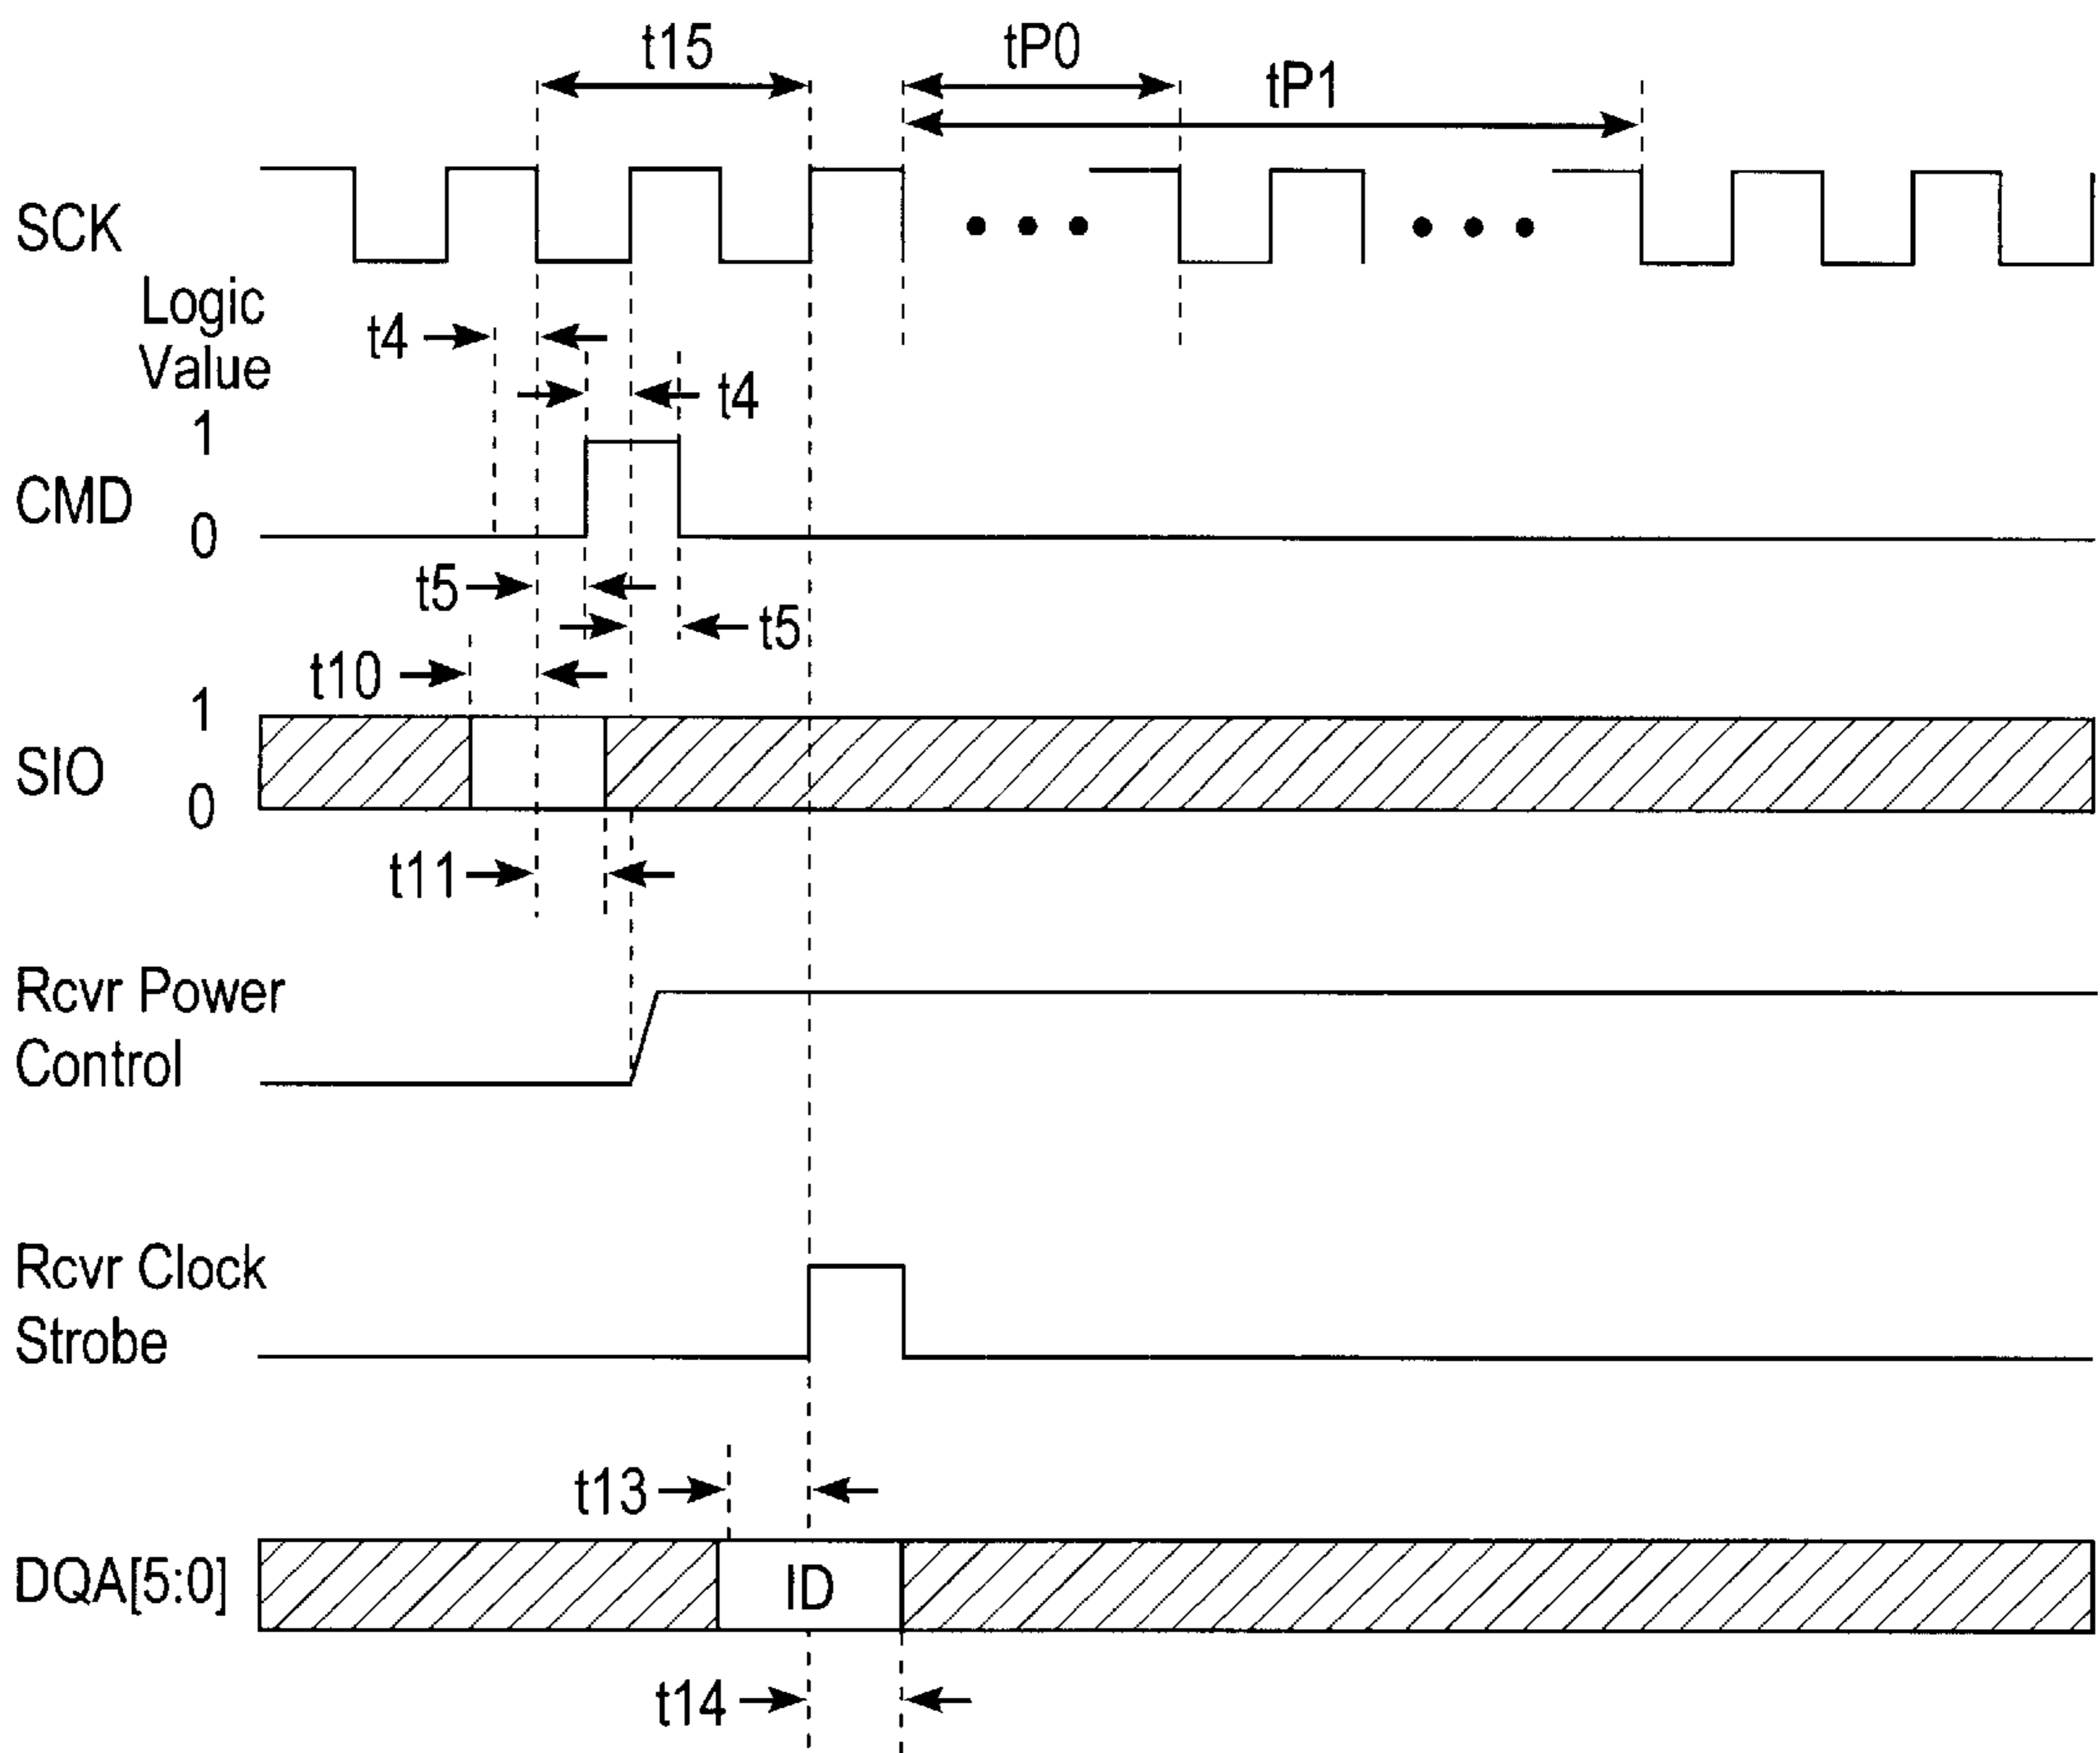 t15
tP0
tP1
SCK
Logic
Value
t4
t4
1
CMD
0
t5
t5
t10
1
SIO
0
t11
Rcvr Power
Control
Rcvr Clock
Strobe
t13
DQA[5:0]
ID
t14